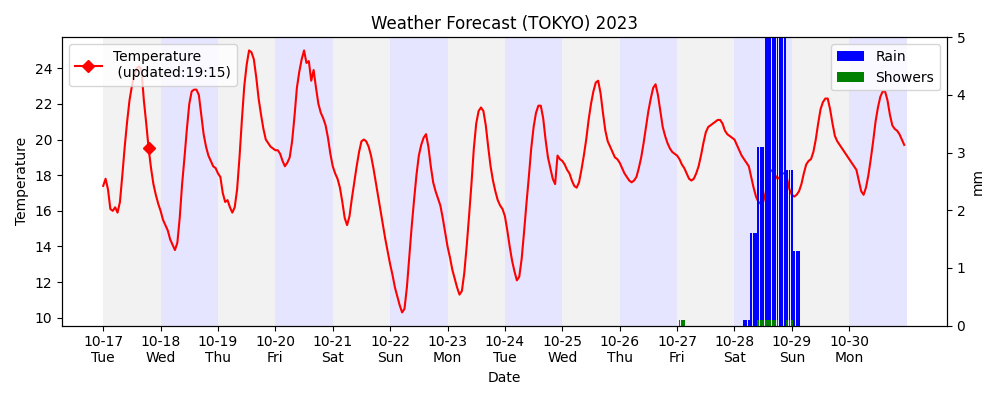 Weather Forecast (TOKYO) 2023
Temperature
(updated:19:15)
Rain
Showers
24
22
20
18
16
14
12
10
Temperature
5
4
3
2
1
0
mm
10-17 10-18 10-19 10-20 10-21 10-22 10-23 10-24 10-25 10-26 10-27 10-28 10-29 10-30
Tue Wed Thu Fri Sat Sun Mon Tue Wed Thu Fri Sat Sun Mon
Date